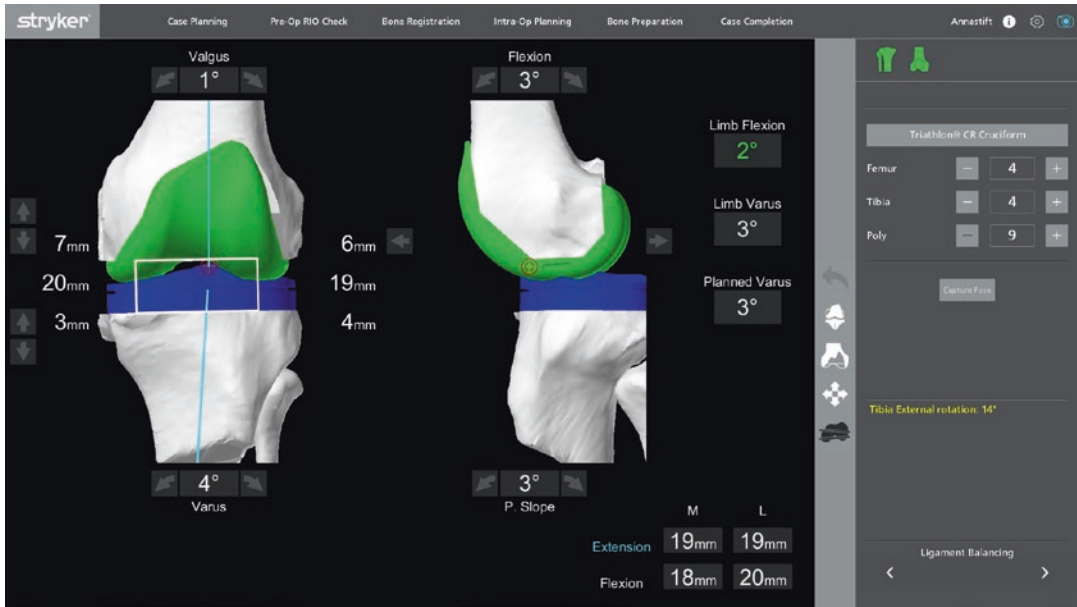 stryker
Case Planning Pre-Op RIO Check Bone Registration Intra-Op Planning Bone Preparation Case Completion Annastift i
Valgus
1°
Flexion
3°
Limb Flexion
2°
Limb Varus
3°
Planned Varus
3°
7mm 6mm
20mm 19mm
3mm 4mm
4°
Varus
3°
P. Slope
M L
Extension 19mm 19mm
Flexion 18mm 20mm
Triathlon® CR Cruciform
Femur − 4 +
Tibia − 4 +
Poly − 9 +
Capture Pose
Tibia External rotation: 14°
Ligament Balancing
< >